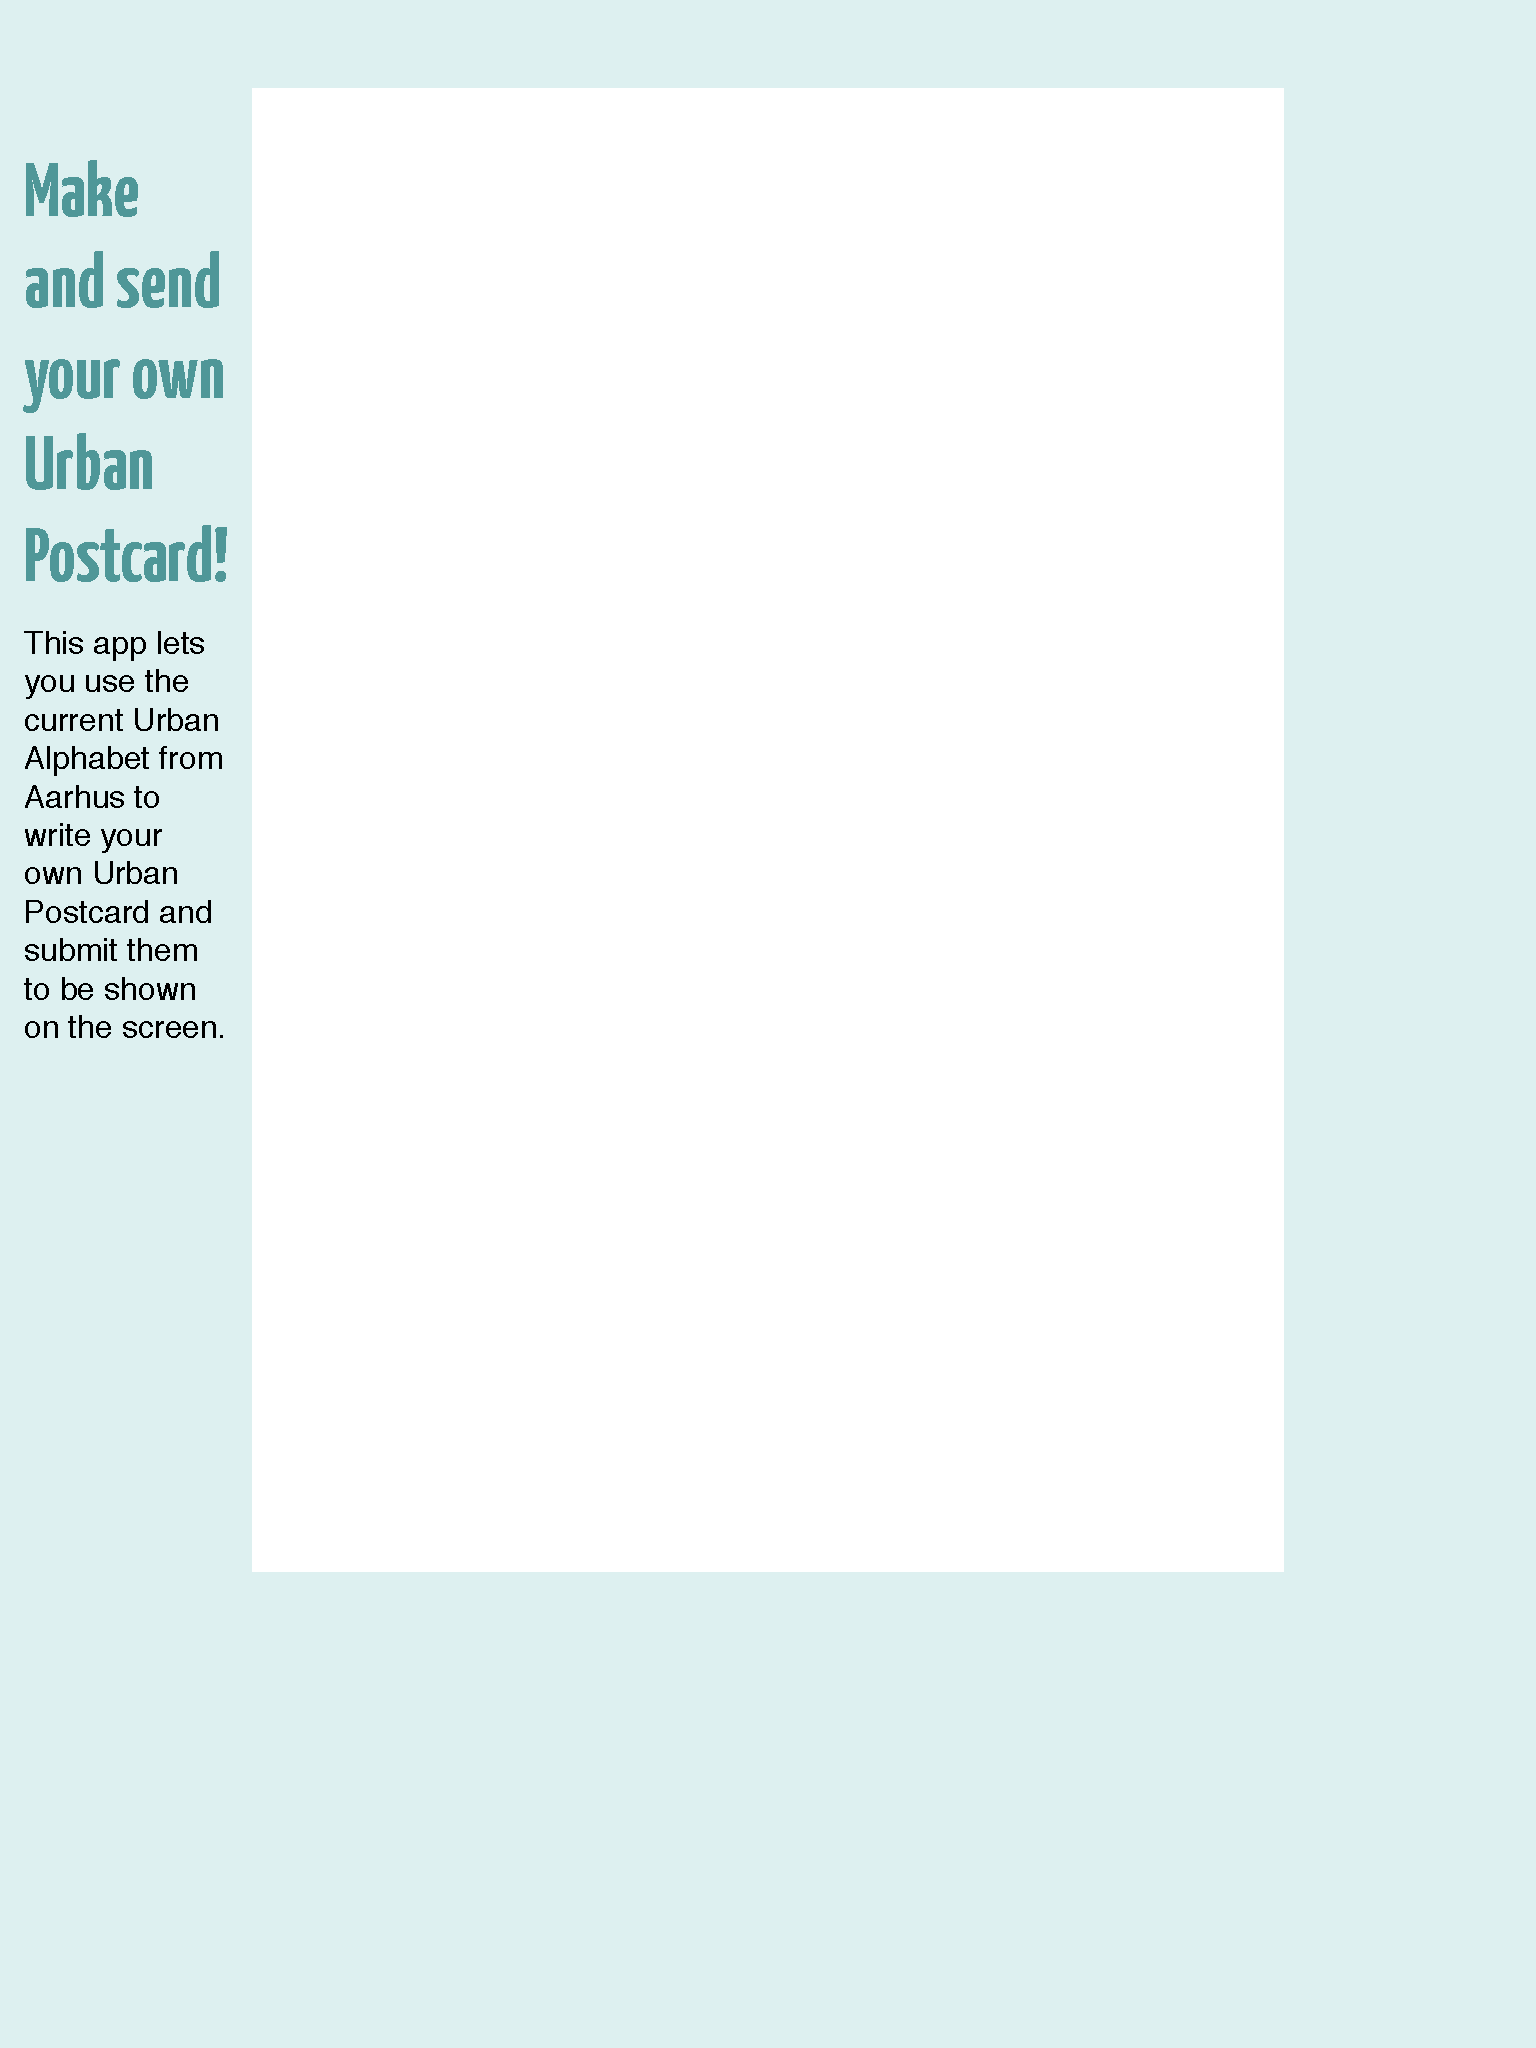 Make
and send
your own
Urban
Postcard!
This app lets
you use the
current Urban
Alphabet from
Aarhus to
write your
own Urban
Postcard and
submit them
to be shown
on the screen.